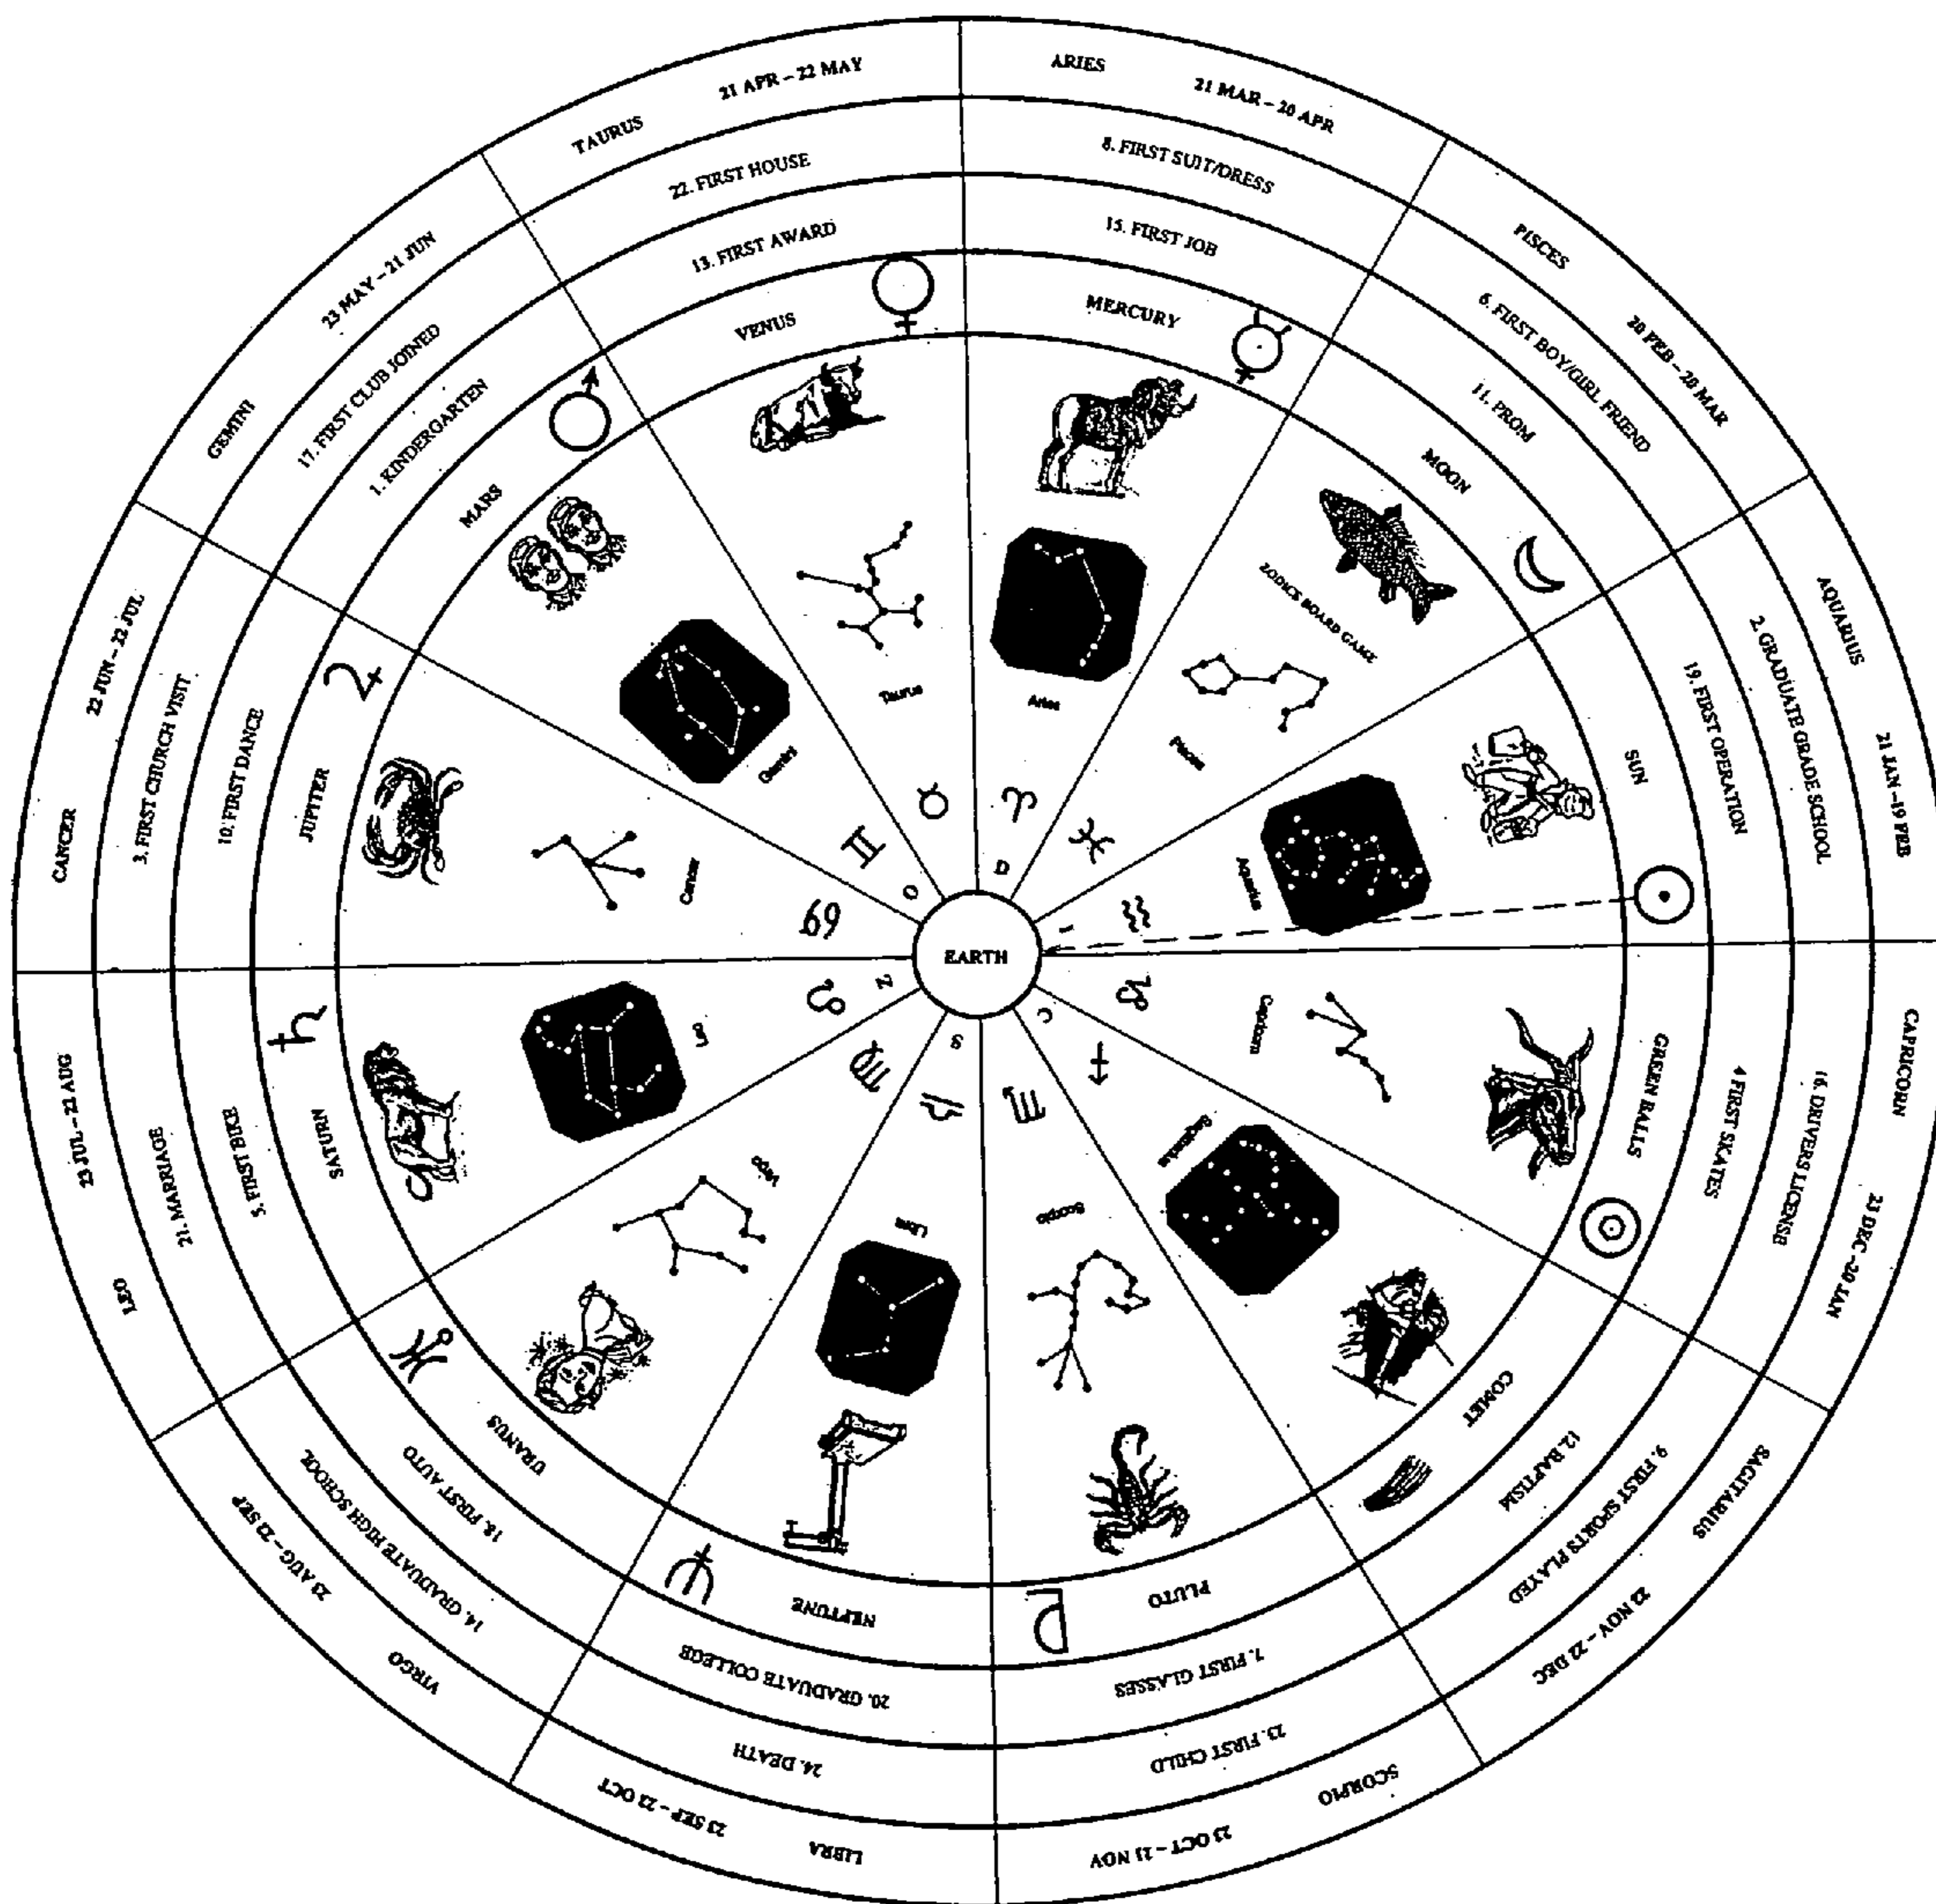 ARIES
21 MAR – 20 APR
8. FIRST SUIT/DRESS
15. FIRST JOB
MERCURY
Aries
PISCES
20 FEB – 20 MAR
6. FIRST BOY/GIRL FRIEND
11. PROM
MOON
ZODICE BOARD GAME
Pisces
AQUARIUS
21 JAN –19 FEB
2. GRADUATE GRADE SCHOOL
19. FIRST OPERATION
SUN
Aquarius
CAPRICORN
23 DEC –20 JAN
16. DRIVERS LICENSE
4 FIRST SKATES
GREEN BALLS
Capricorn
SAGITARIUS
22 NOV – 22 DEC
9. FIRST SPORTS PLAYED
12. BAPTISM
COMET
SCORPIO
23 OCT – 21 NOV
23. FIRST CHILD
7. FIRST GLASSES
PLUTO
Scorpio
LIBRA
23 SEP – 22 OCT
24. DEATH
20. GRADUATE COLLEGE
NEPTUNE
Libra
VIRGO
23 AUG – 22 SEP
14. GRADUATE HIGH SCHOOL
18. FIRST AUTO
URANUS
Virgo
LEO
23 JUL – 22 AUG
21. MARRIAGE
5. FIRST BIKE
SATURN
CANCER
22 JUN – 22 JUL
3. FIRST CHURCH VISIT
10. FIRST DANCE
JUPITER
Cancer
GEMINI
23 MAY – 21 JUN
17. FIRST CLUB JOINED
1. KINDERGARTEN
MARS
Gemini
TAURUS
21 APR – 22 MAY
22. FIRST HOUSE
13. FIRST AWARD
VENUS
Taurus
EARTH
Z
O
D
I
C
S